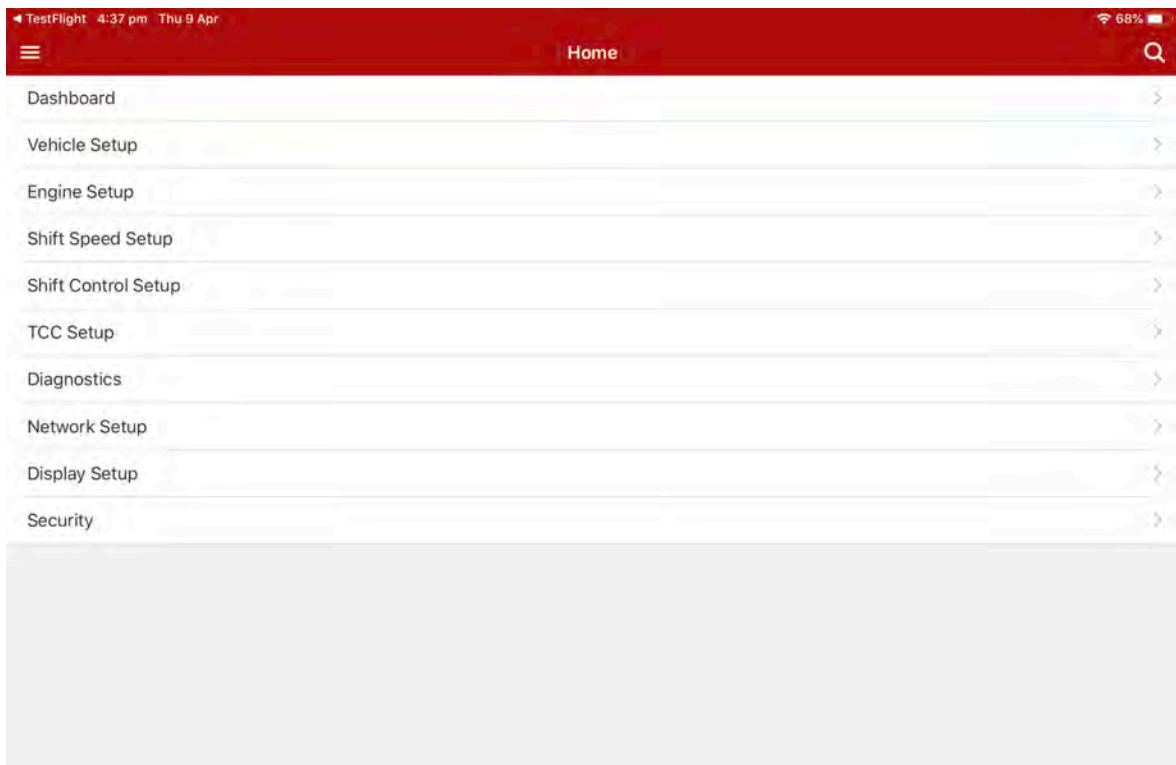 TestFlight 4:37 pm Thu 9 Apr 68%
Home
Dashboard
Vehicle Setup
Engine Setup
Shift Speed Setup
Shift Control Setup
TCC Setup
Diagnostics
Network Setup
Display Setup
Security